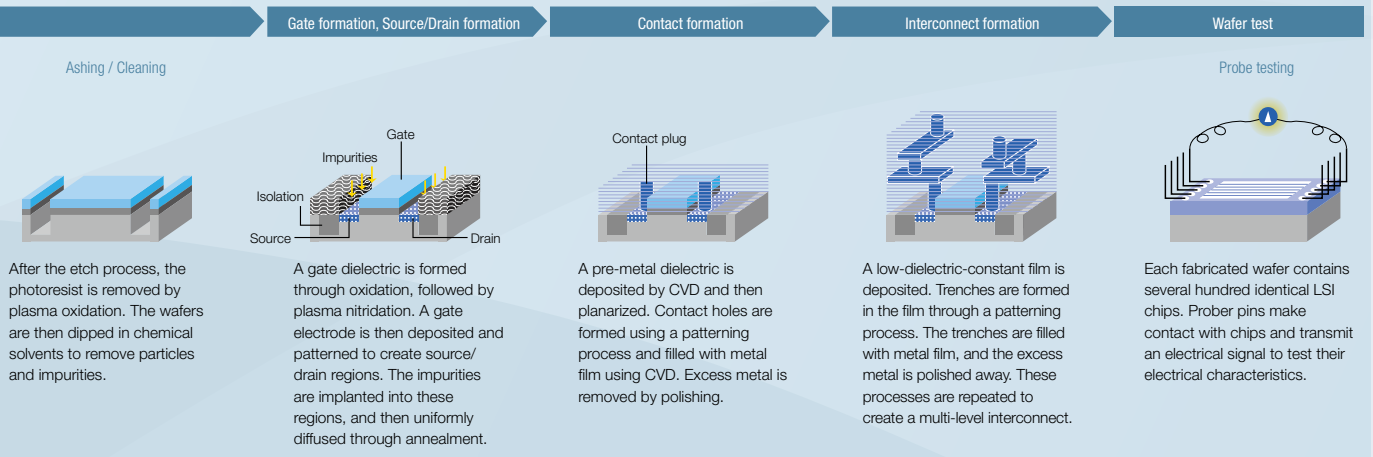 Gate formation, Source/Drain formation
Contact formation
Interconnect formation
Wafer test
Ashing / Cleaning
Probe testing
Gate
Impurities
Isolation
Source
Drain
Contact plug
After the etch process, the
photoresist is removed by
plasma oxidation. The wafers
are then dipped in chemical
solvents to remove particles
and impurities.
A gate dielectric is formed
through oxidation, followed by
plasma nitridation. A gate
electrode is then deposited and
patterned to create source/
drain regions. The impurities
are implanted into these
regions, and then uniformly
diffused through annealment.
A pre-metal dielectric is
deposited by CVD and then
planarized. Contact holes are
formed using a patterning
process and filled with metal
film using CVD. Excess metal is
removed by polishing.
A low-dielectric-constant film is
deposited. Trenches are formed
in the film through a patterning
process. The trenches are filled
with metal film, and the excess
metal is polished away. These
processes are repeated to
create a multi-level interconnect.
Each fabricated wafer contains
several hundred identical LSI
chips. Prober pins make
contact with chips and transmit
an electrical signal to test their
electrical characteristics.